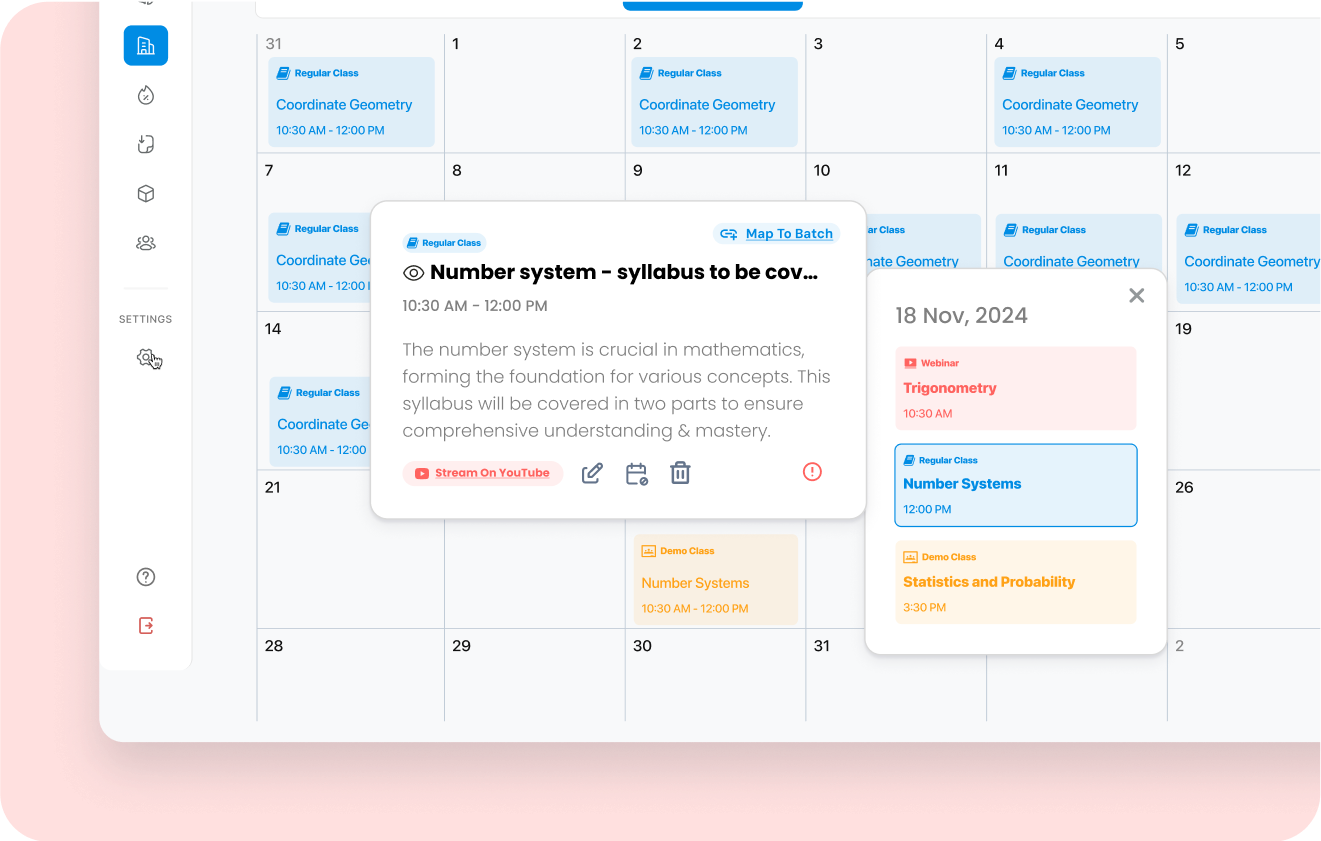 31
1
2
3
4
5
Regular Class
Regular Class
Regular Class
Coordinate Geometry
Coordinate Geometry
Coordinate Geometry
10:30 AM - 12:00 PM
10:30 AM - 12:00 PM
10:30 AM - 12:00 PM
7
8
9
10
11
12
Regular Class
Coordinate Ge
10:30 AM - 12:00
ar Class
nate Geometry
Regular Class
Coordinate Geometry
Regular Class
Coordinate Geometry
10:30 AM - 12:00 PM
SETTINGS
Regular Class
Map To Batch
Number system - syllabus to be cov...
10:30 AM - 12:00 PM
The number system is crucial in mathematics,
forming the foundation for various concepts. This
syllabus will be covered in two parts to ensure
comprehensive understanding & mastery.
Stream On YouTube
18 Nov, 2024
Webinar
Trigonometry
10:30 AM
Regular Class
Number Systems
12:00 PM
Demo Class
Statistics and Probability
3:30 PM
14
19
Regular Class
Coordinate Ge
10:30 AM - 12:00
21
26
Demo Class
Number Systems
10:30 AM - 12:00 PM
28
29
30
31
2